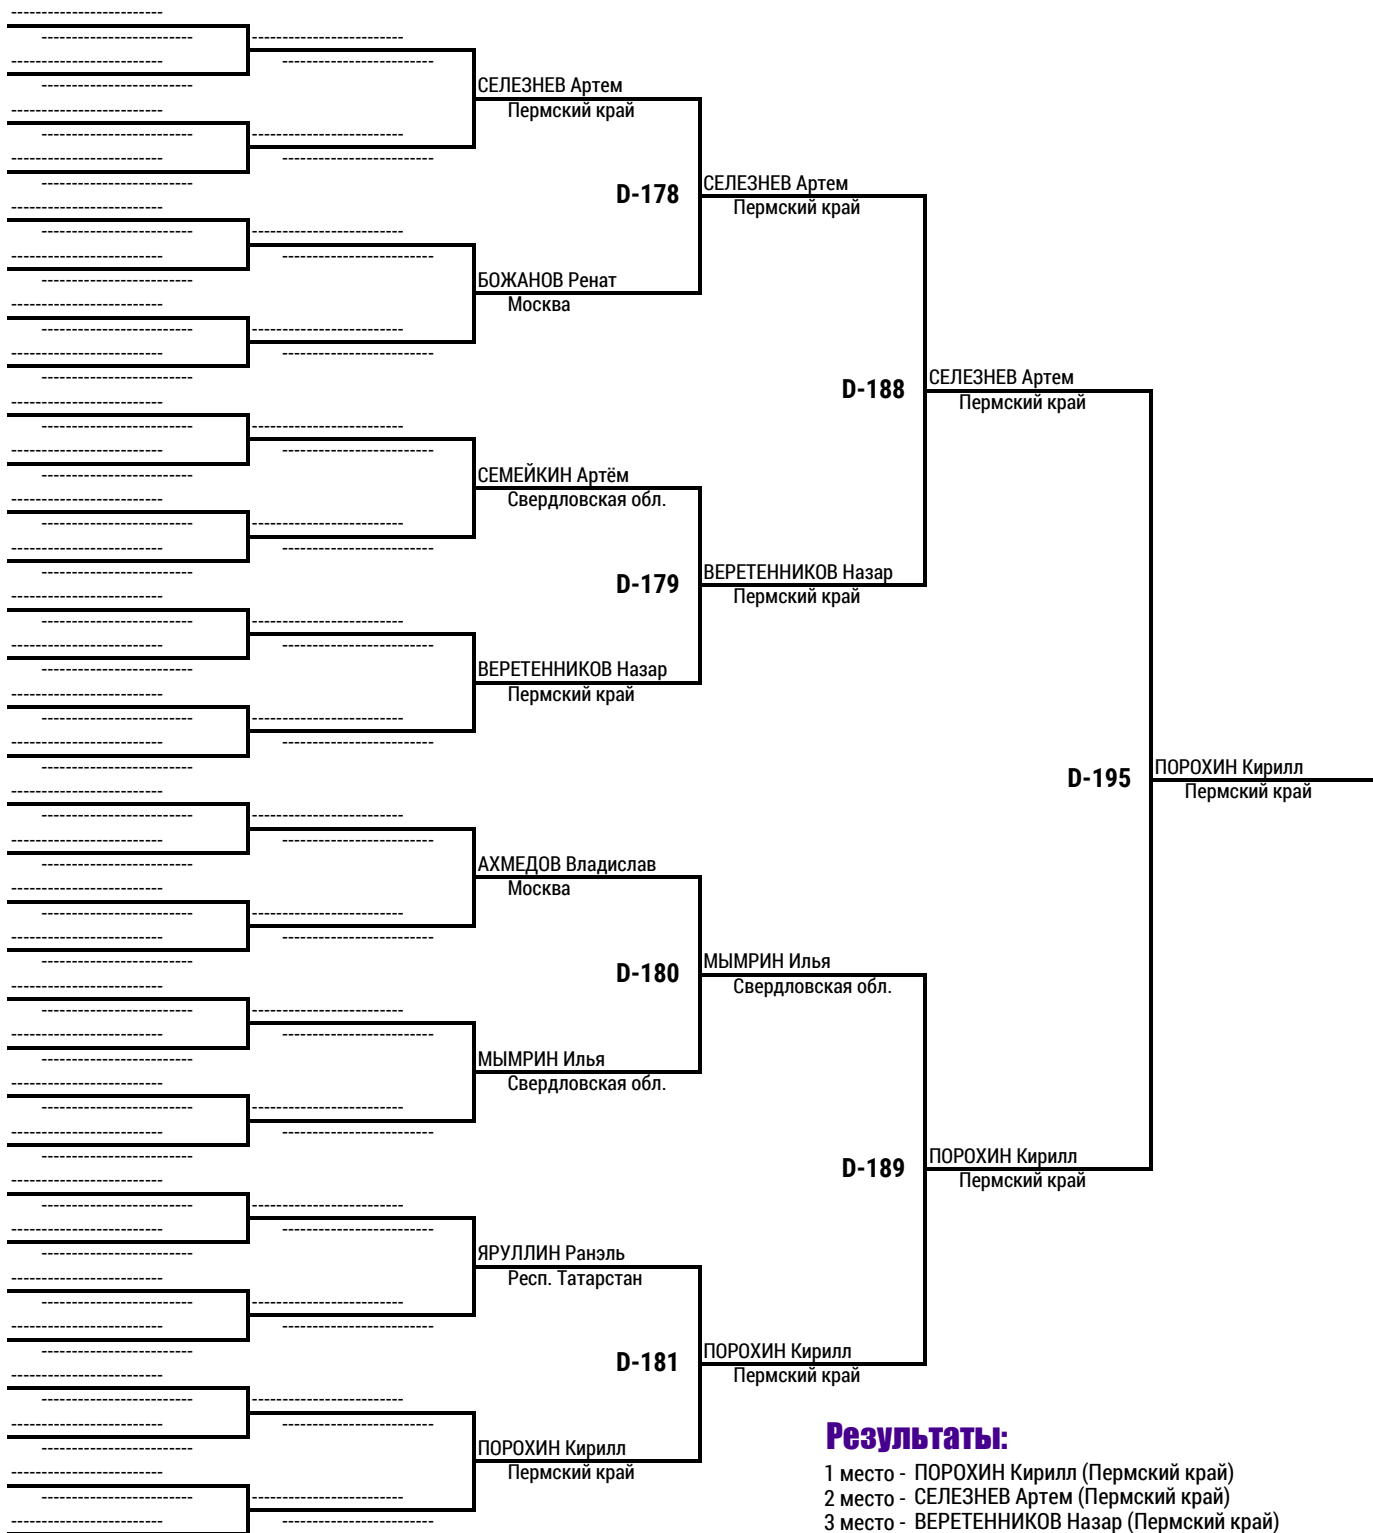 СЕЛЕЗНЕВ Артем
Пермский край
D-178
СЕЛЕЗНЕВ Артем
Пермский край
БОЖАНОВ Ренат
Москва
D-188
СЕЛЕЗНЕВ Артем
Пермский край
СЕМЕЙКИН Артём
Свердловская обл.
D-179
ВЕРЕТЕННИКОВ Назар
Пермский край
ВЕРЕТЕННИКОВ Назар
Пермский край
D-195
ПОРОХИН Кирилл
Пермский край
АХМЕДОВ Владислав
Москва
D-180
МЫМРИН Илья
Свердловская обл.
МЫМРИН Илья
Свердловская обл.
D-189
ПОРОХИН Кирилл
Пермский край
ЯРУЛЛИН Ранэль
Респ. Татарстан
D-181
ПОРОХИН Кирилл
Пермский край
ПОРОХИН Кирилл
Пермский край
Результаты:
1 место - ПОРОХИН Кирилл (Пермский край)
2 место - СЕЛЕЗНЕВ Артем (Пермский край)
3 место - ВЕРЕТЕННИКОВ Назар (Пермский край)